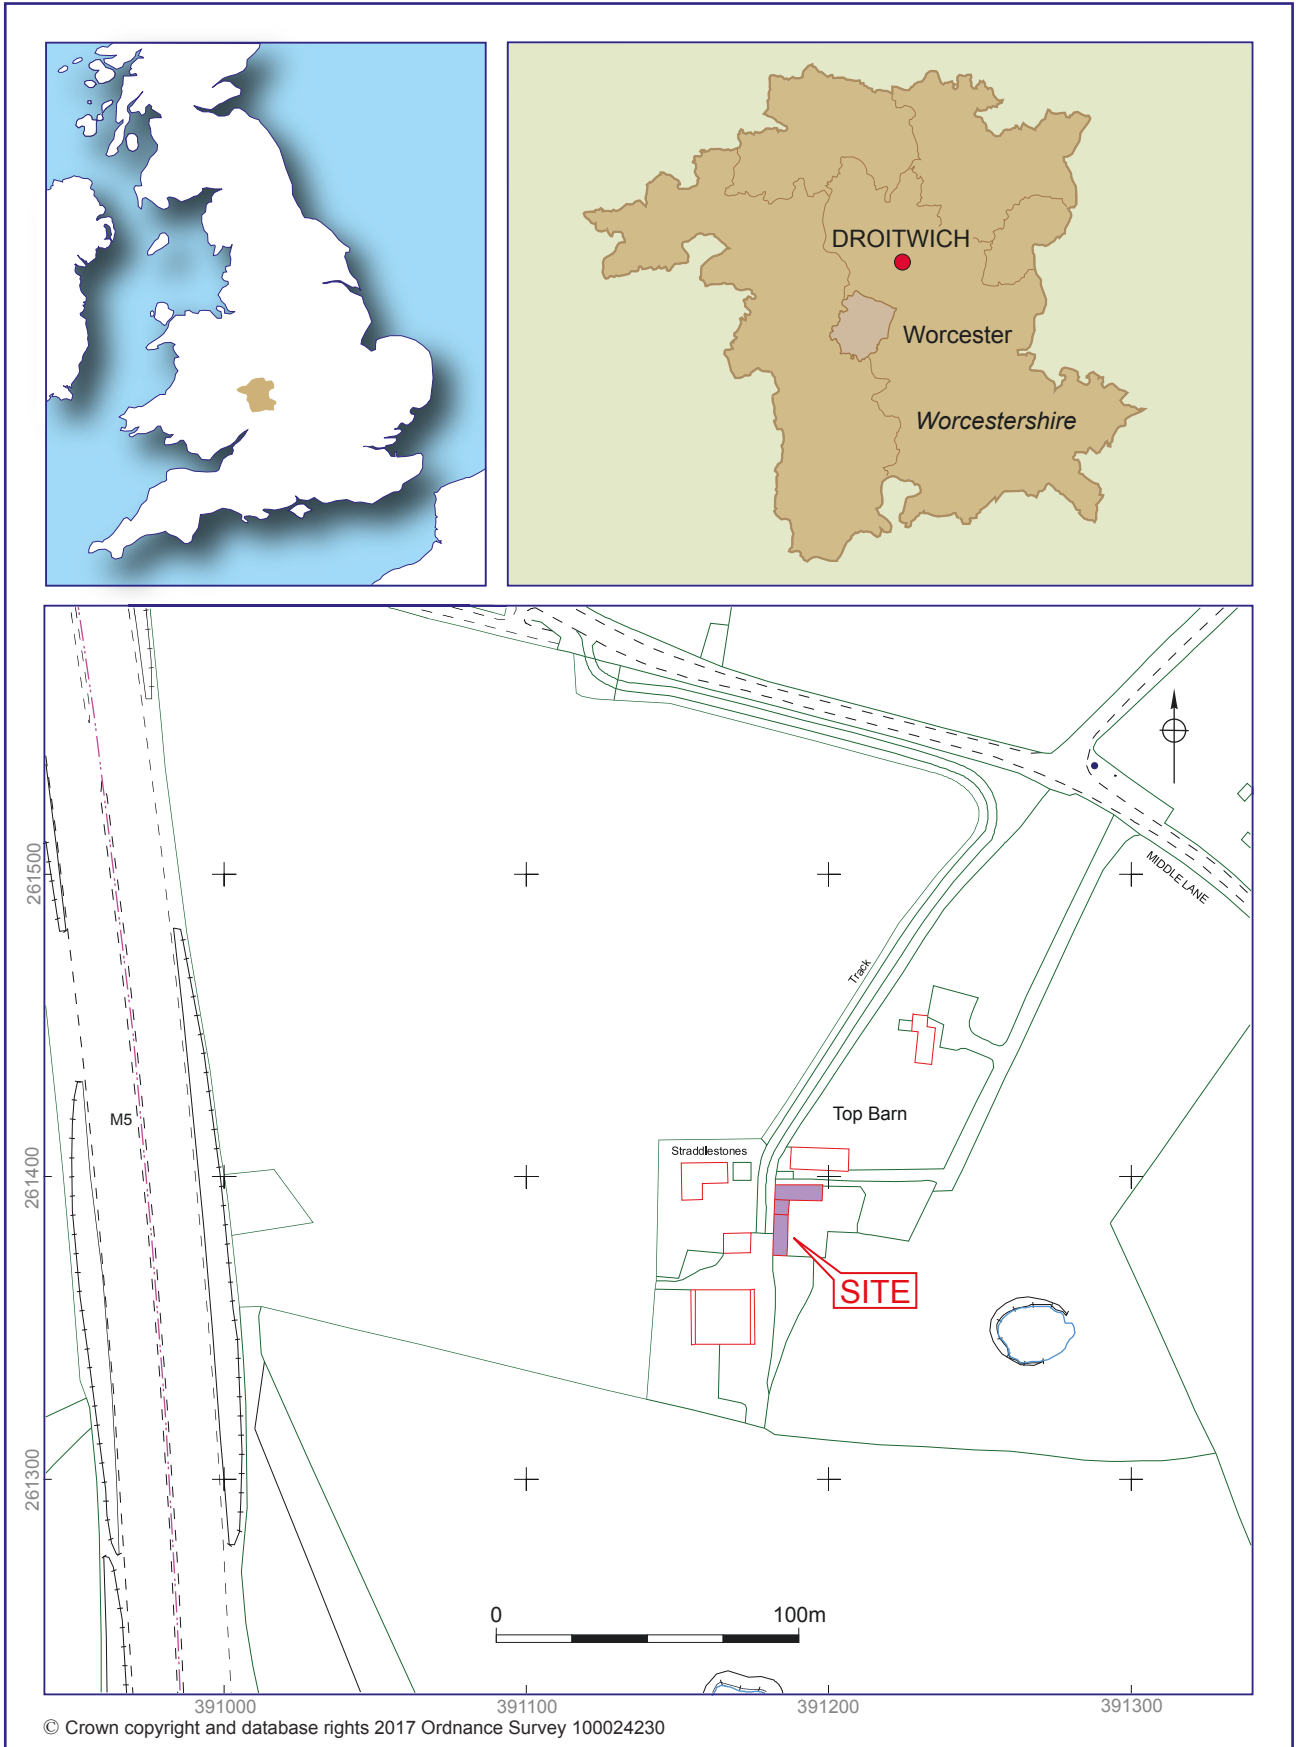 DROITWICH
Worcester
Worcestershire
MIDDLE LANE
Track
M5
Top Barn
Straddlestones
SITE
261500
261400
261300
0 100m
391000 391100 391200 391300
© Crown copyright and database rights 2017 Ordnance Survey 100024230